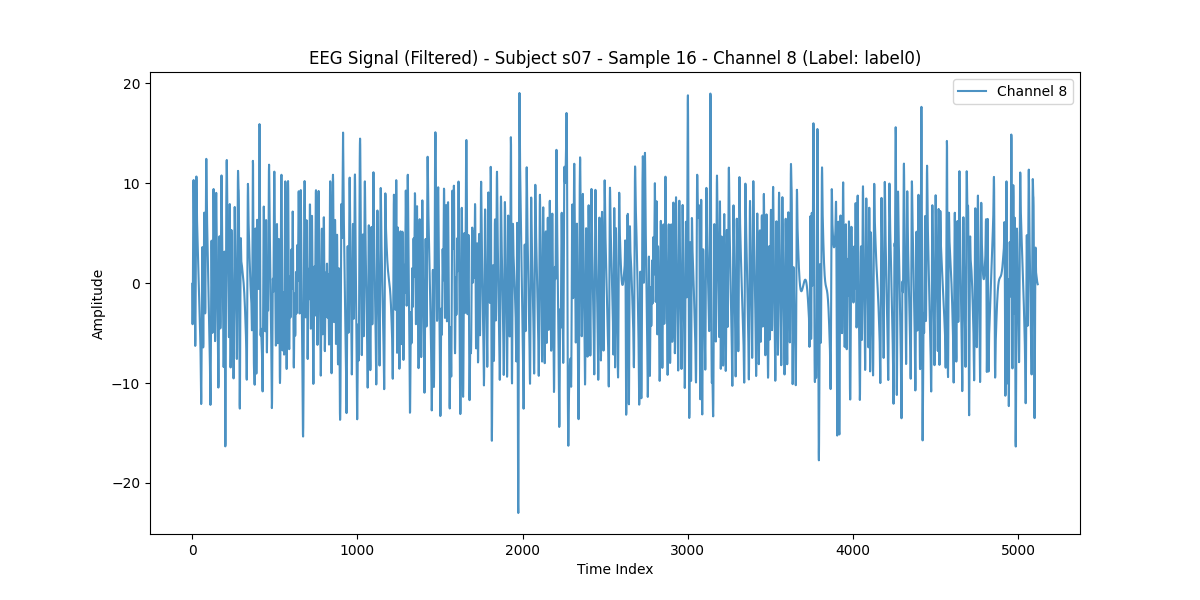 EEG Signal (Filtered) - Subject s07 - Sample 16 - Channel 8 (Label: label0)
Channel 8
20
10
0
−10
−20
Amplitude
0 1000 2000 3000 4000 5000
Time Index